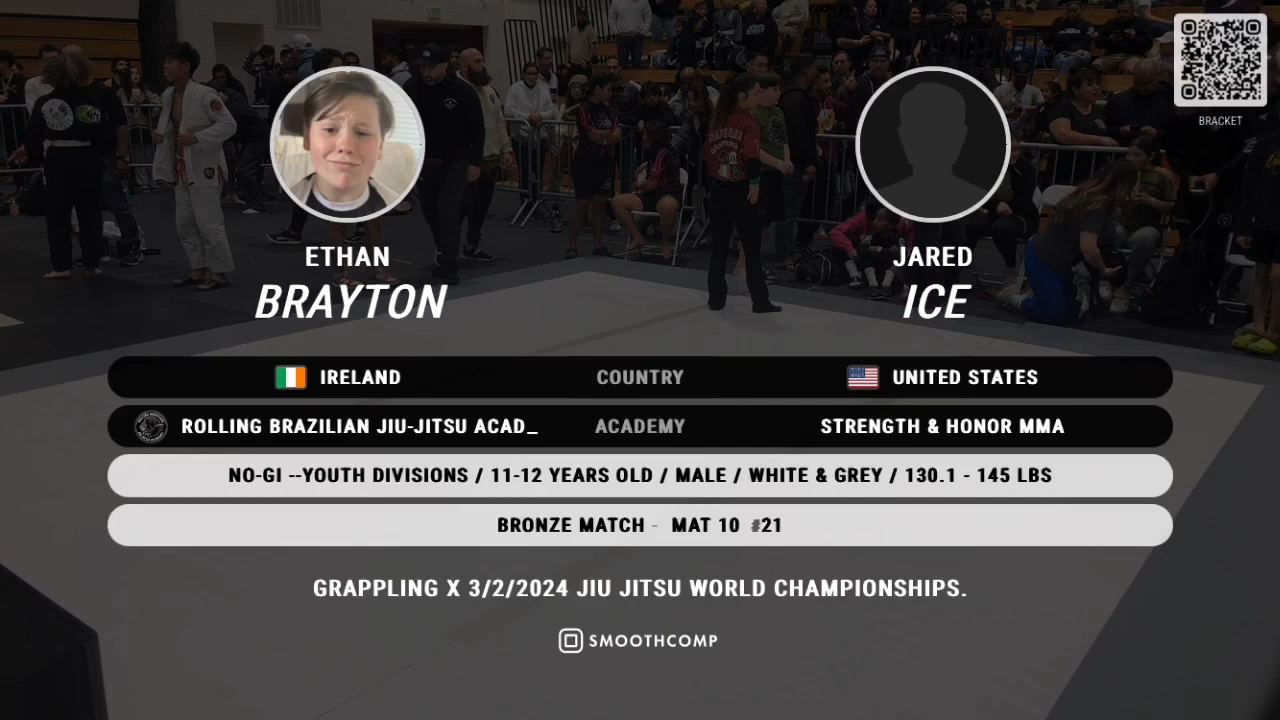 BRACKET
ETHAN
BRAYTON
JARED
ICE
IRELAND COUNTRY UNITED STATES
ROLLING BRAZILIAN JIU-JITSU ACAD_ ACADEMY STRENGTH & HONOR MMA
NO-GI --YOUTH DIVISIONS / 11-12 YEARS OLD / MALE / WHITE & GREY / 130.1 - 145 LBS
BRONZE MATCH - MAT 10 #21
GRAPPLING X 3/2/2024 JIU JITSU WORLD CHAMPIONSHIPS.
SMOOTHCOMP